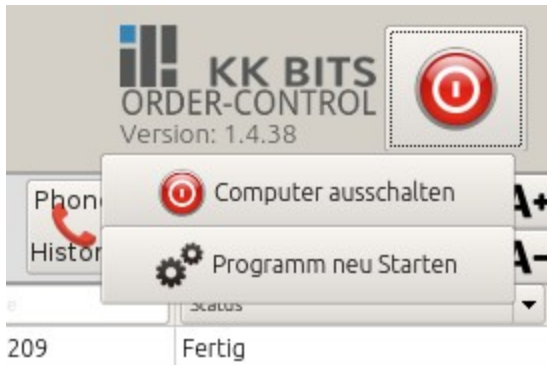 KK BITS
ORDER-CONTROL
Version: 1.4.38
Computer ausschalten
Programm neu Starten
A+
A-
Status
209
Fertig